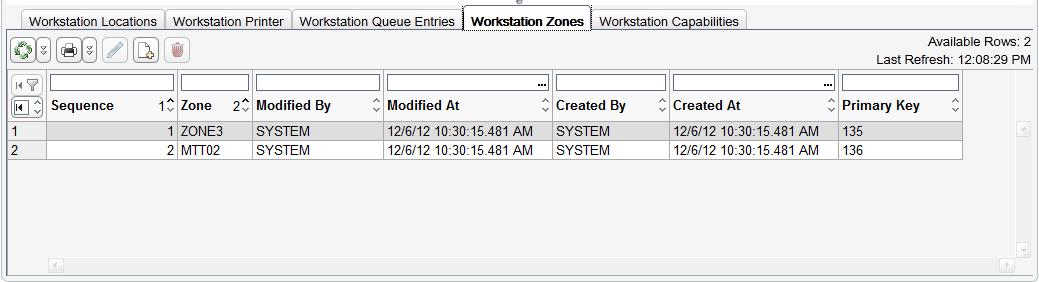 Workstation Locations Workstation Printer Workstation Queue Entries Workstation Zones Workstation Capabilities
Available Rows: 2
Last Refresh: 12:08:29 PM
... ...
Sequence 1 Zone 2 Modified By Modified At Created By Created At Primary Key
1 1 ZONE3 SYSTEM 12/6/12 10:30:15.481 AM SYSTEM 12/6/12 10:30:15.481 AM 135
2 2 MTT02 SYSTEM 12/6/12 10:30:15.481 AM SYSTEM 12/6/12 10:30:15.481 AM 136